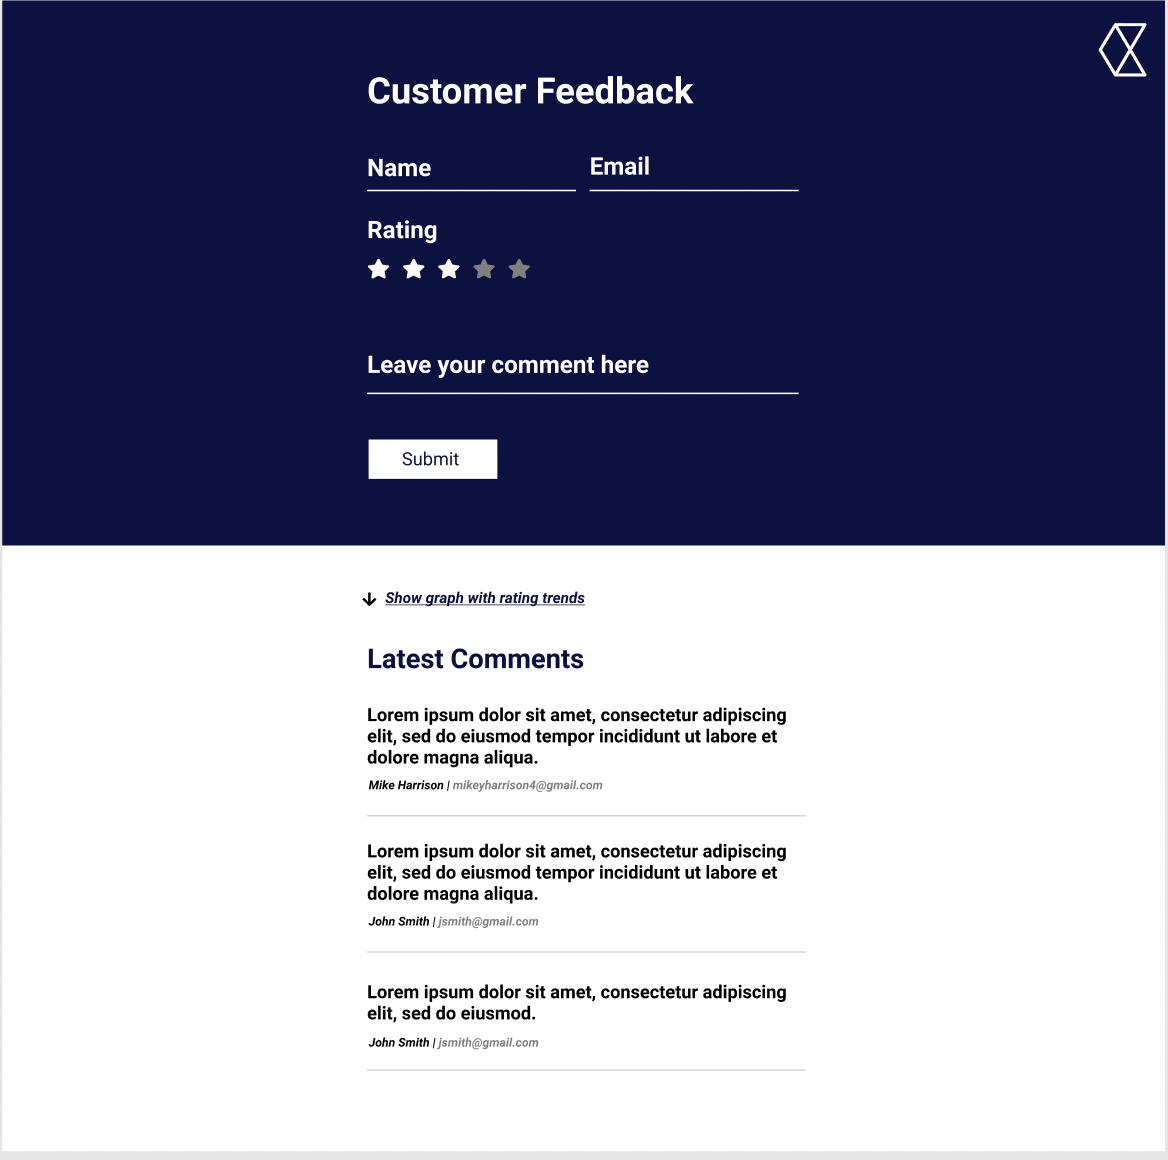 Customer Feedback
Name
Email
Rating
Leave your comment here
Submit
Show graph with rating trends
Latest Comments
Lorem ipsum dolor sit amet, consectetur adipiscing
elit, sed do eiusmod tempor incididunt ut labore et
dolore magna aliqua.
Mike Harrison | mikeyharrison4@gmail.com
Lorem ipsum dolor sit amet, consectetur adipiscing
elit, sed do eiusmod tempor incididunt ut labore et
dolore magna aliqua.
John Smith | jsmith@gmail.com
Lorem ipsum dolor sit amet, consectetur adipiscing
elit, sed do eiusmod.
John Smith | jsmith@gmail.com